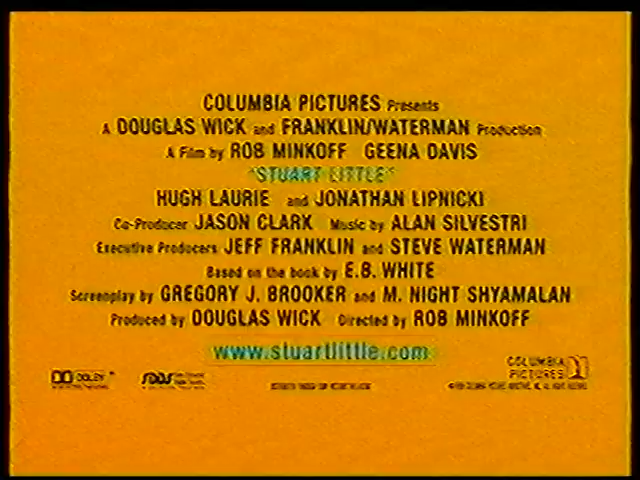 COLUMBIA PICTURES Presents
A DOUGLAS WICK and FRANKLIN/WATERMAN Production
A Film by ROB MINKOFF GEENA DAVIS
"STUART LITTLE"
HUGH LAURIE and JONATHAN LIPNICKI
Co-Producer JASON CLARK Music by ALAN SILVESTRI
Executive Producers JEFF FRANKLIN and STEVE WATERMAN
Based on the book by E.B. WHITE
Screenplay by GREGORY J. BROOKER and M. NIGHT SHYAMALAN
Produced by DOUGLAS WICK Directed by ROB MINKOFF
www.stuartlittle.com
DOLBY
SDDS
COLUMBIA
PICTURES